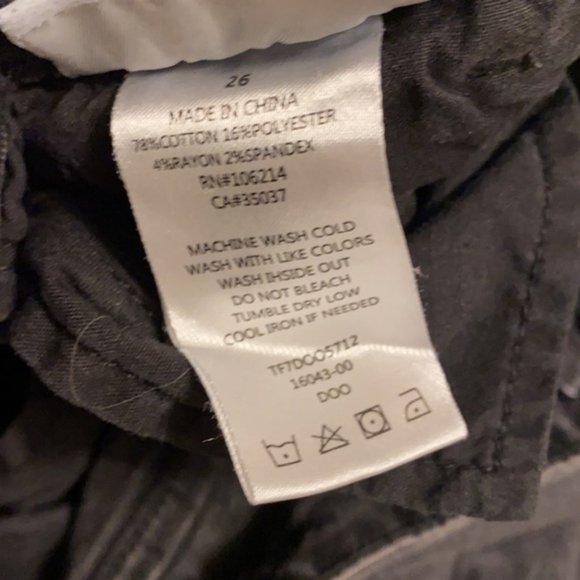 26
MADE IN CHINA
78%COTTON 16%POLYESTER
4%RAYON 2%SPANDEX
RN#106214
CA#35037
MACHINE WASH COLD
WASH WITH LIKE COLORS
WASH INSIDE OUT
DO NOT BLEACH
TUMBLE DRY LOW
COOL IRON IF NEEDED
TF7DOO5712
16043-00
DOO